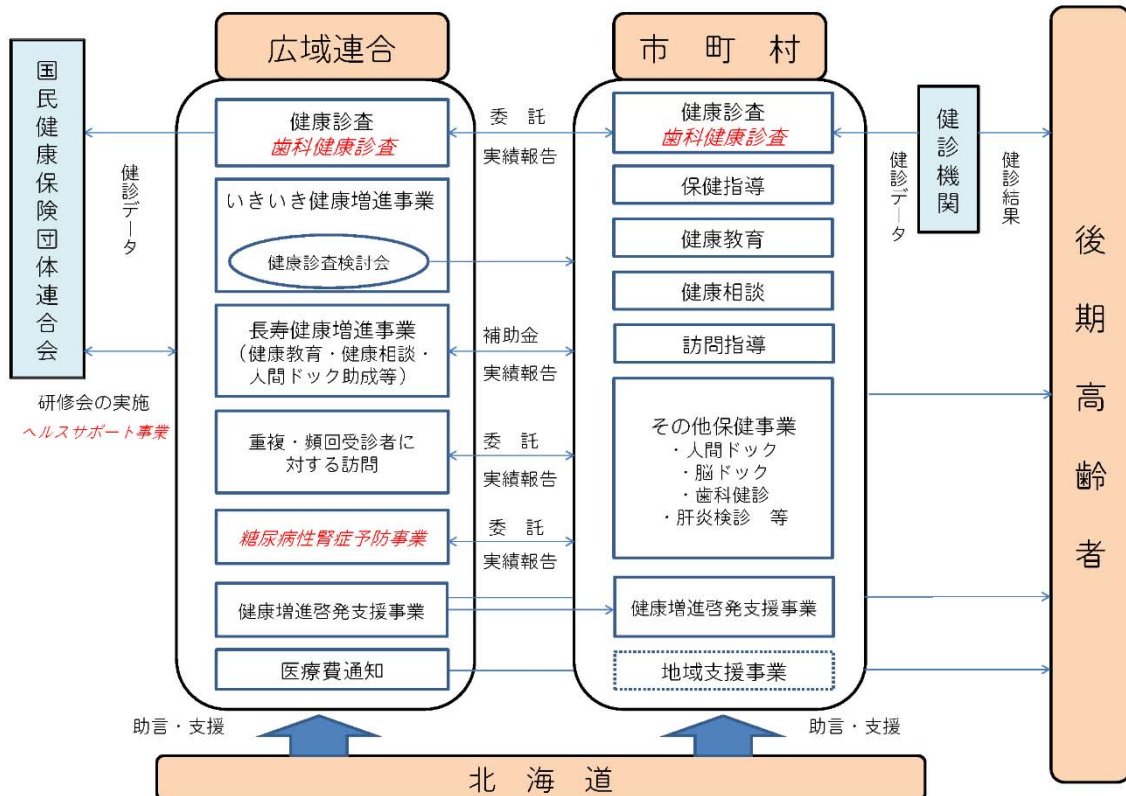 広域連合
市 町 村
国民健康保険団体連合会
健診データ
研修会の実施
ヘルスサポート事業
健康診査
歯科健康診査
いきいき健康増進事業
健康診査検討会
長寿健康増進事業
(健康教育・健康相談・
人間ドック助成等)
重複・頻回受診者に
対する訪問
糖尿病性腎症予防事業
健康増進啓発支援事業
医療費通知
委 託
実績報告
補助金
実績報告
委 託
実績報告
委 託
実績報告
健康診査
歯科健康診査
保健指導
健康教育
健康相談
訪問指導
その他保健事業
・人間ドック
・脳ドック
・歯科健診
・肝炎検診 等
健康増進啓発支援事業
地域支援事業
健診データ
健診機関
健診結果
後期高齢者
助言・支援
助言・支援
北 海 道